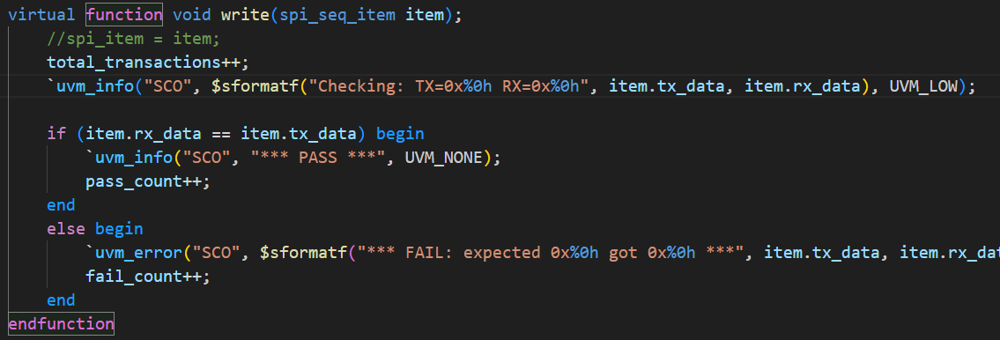 virtual function void write(spi_seq_item item);
//spi_item = item;
total_transactions++;
`uvm_info("SCO", $sformatf("Checking: TX=0x%0h RX=0x%0h", item.tx_data, item.rx_data), UVM_LOW);
if (item.rx_data == item.tx_data) begin
`uvm_info("SCO", "*** PASS ***", UVM_NONE);
pass_count++;
end
else begin
`uvm_error("SCO", $sformatf("*** FAIL: expected 0x%0h got 0x%0h ***", item.tx_data, item.rx_dat
fail_count++;
end
endfunction